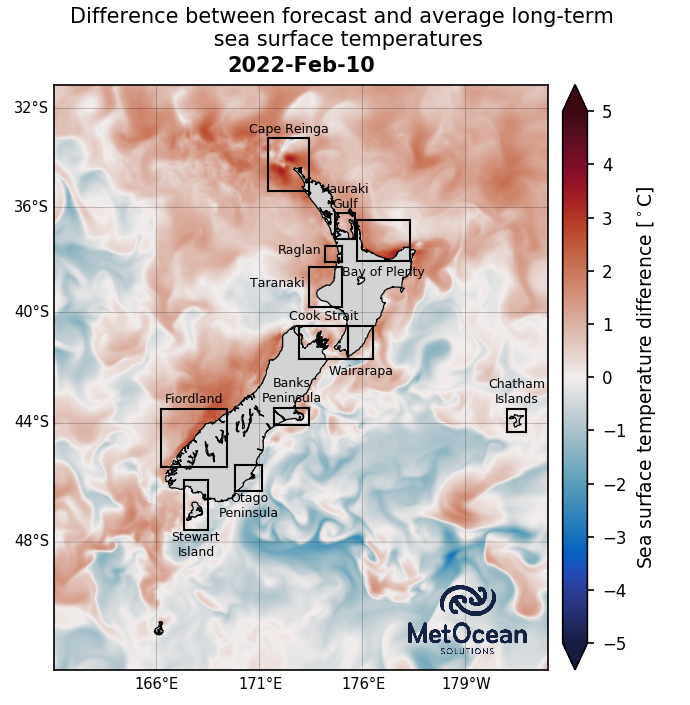 Difference between forecast and average long-term
sea surface temperatures
2022-Feb-10
32°S
36°S
40°S
44°S
48°S
Cape Reinga
Hauraki
Gulf
Raglan
Bay of Plenty
Taranaki
Cook Strait
Wairarapa
Banks
Peninsula
Fiordland
Chatham
Islands
Otago
Peninsula
Stewart
Island
MetOcean
SOLUTIONS
166°E
171°E
176°E
179°W
5
4
3
2
1
0
−1
−2
−3
−4
−5
Sea surface temperature difference [°C]